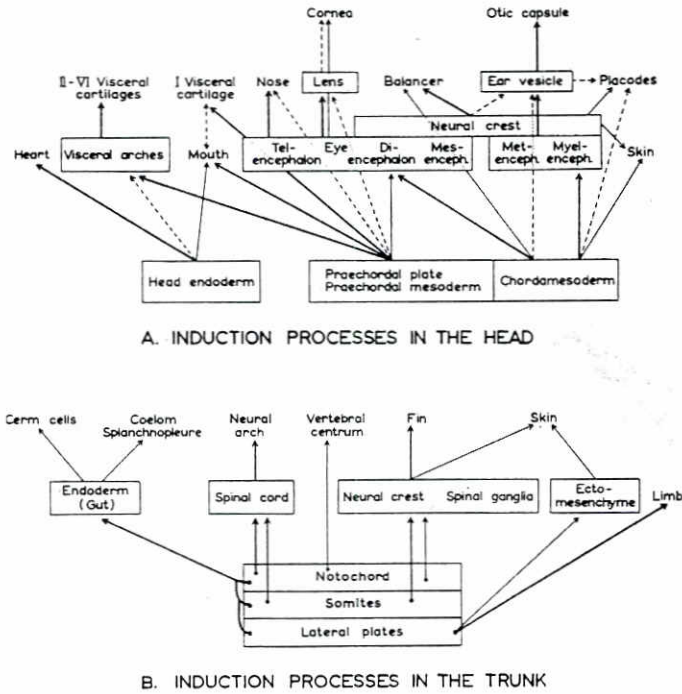 Cornea
Otic capsule
II-VI Visceral
cartilages
I Visceral
cartilage
Nose
Lens
Balancer
Ear vesicle
Placodes
Neural crest
Heart
Visceral arches
Mouth
Tel-
encephalon
Eye
Di-
encephalon
Mes-
enceph.
Met-
enceph.
Myel-
enceph.
Skin
Head endoderm
Praechordal plate
Praechordal mesoderm
Chordamesoderm
A. INDUCTION PROCESSES IN THE HEAD
Germ cells
Coelom
Splanchnopleure
Neural
arch
Vertebral
centrum
Fin
Skin
Endoderm
(Gut)
Spinal cord
Neural crest
Spinal ganglia
Ecto-
mesenchyme
Limb
Notochord
Somites
Lateral plates
B. INDUCTION PROCESSES IN THE TRUNK